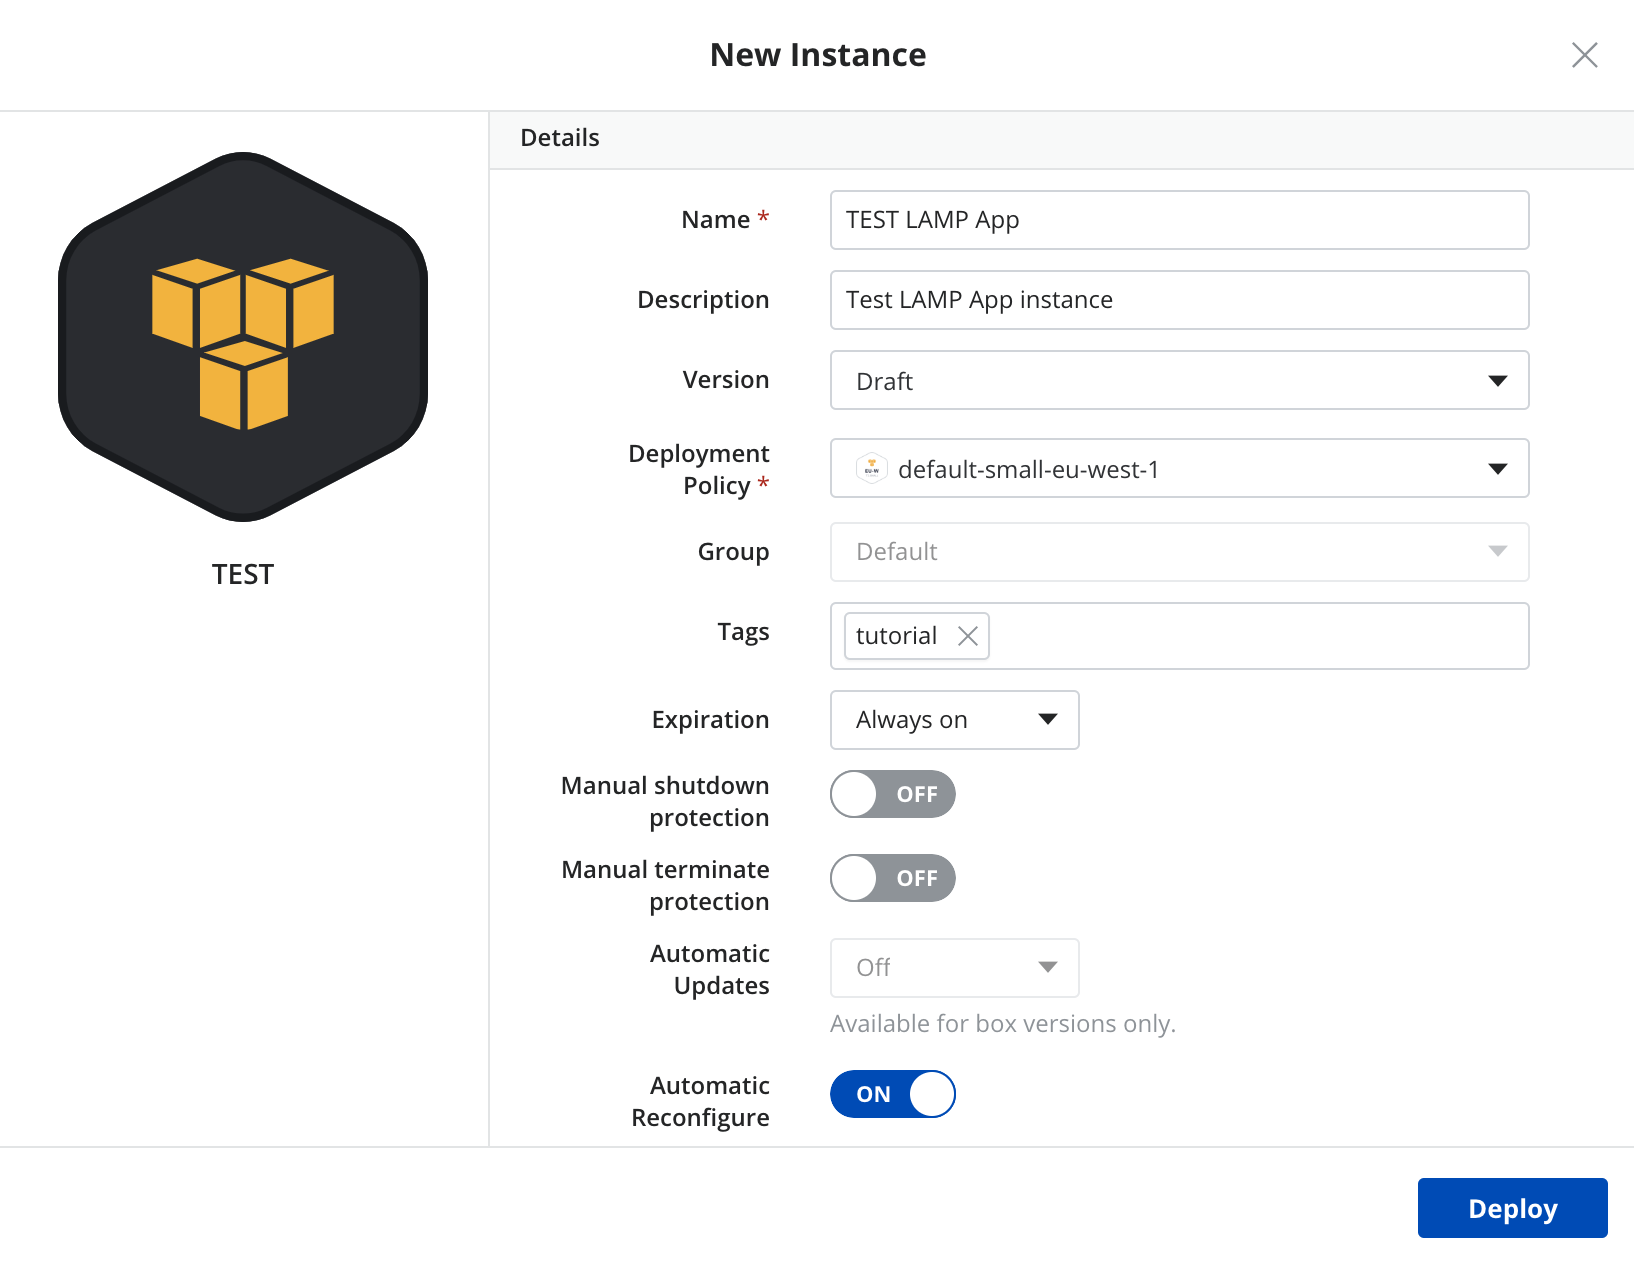 New Instance
Details
TEST
Name *
TEST LAMP App
Description
Test LAMP App instance
Version
Draft
Deployment
Policy *
EU-W
default-small-eu-west-1
Group
Default
Tags
tutorial
Expiration
Always on
Manual shutdown
protection
OFF
Manual terminate
protection
OFF
Automatic
Updates
Off
Available for box versions only.
Automatic
Reconfigure
ON
Deploy